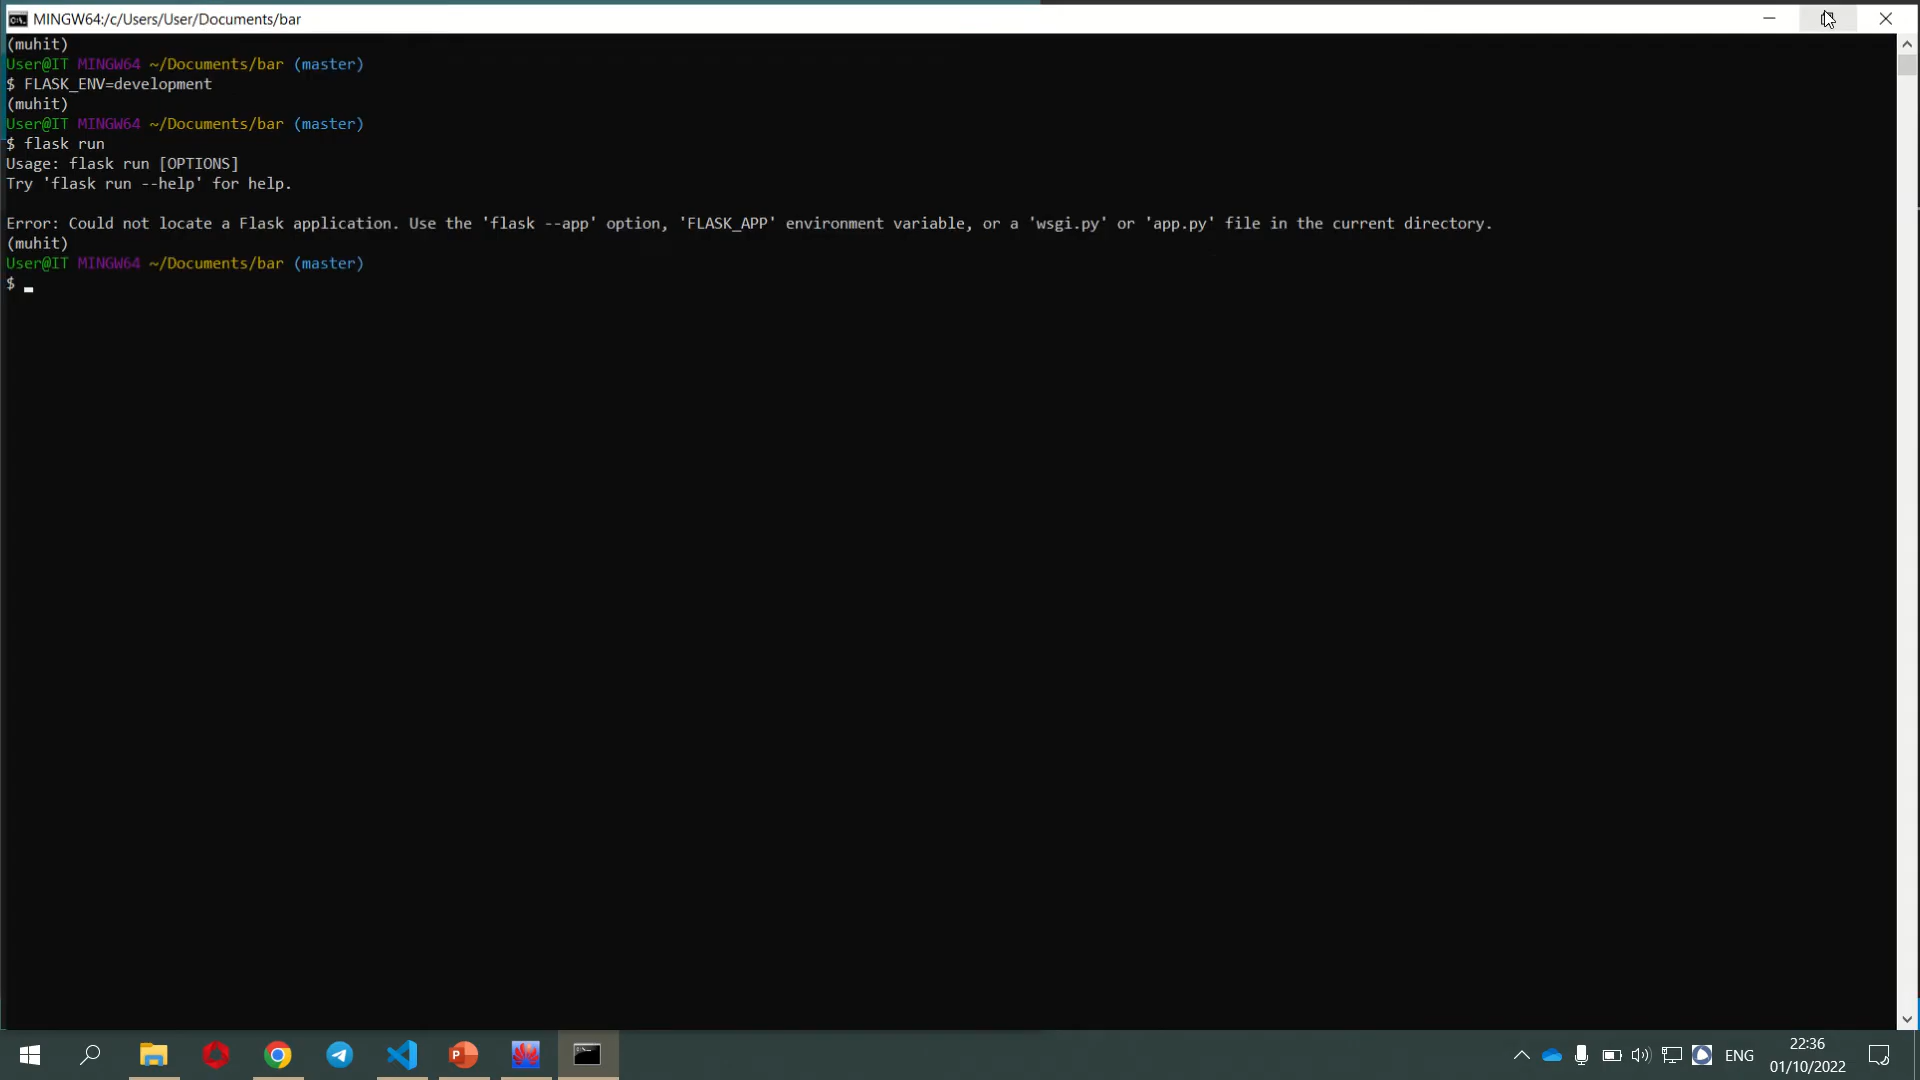 MINGW64:/c/Users/User/Documents/bar
(muhit)
User@IT MINGW64 ~/Documents/bar (master)
$ FLASK_ENV=development
(muhit)
User@IT MINGW64 ~/Documents/bar (master)
$ flask run
Usage: flask run [OPTIONS]
Try 'flask run --help' for help.
Error: Could not locate a Flask application. Use the 'flask --app' option, 'FLASK_APP' environment variable, or a 'wsgi.py' or 'app.py' file in the current directory.
(muhit)
User@IT MINGW64 ~/Documents/bar (master)
$
ENG
22:36
01/10/2022